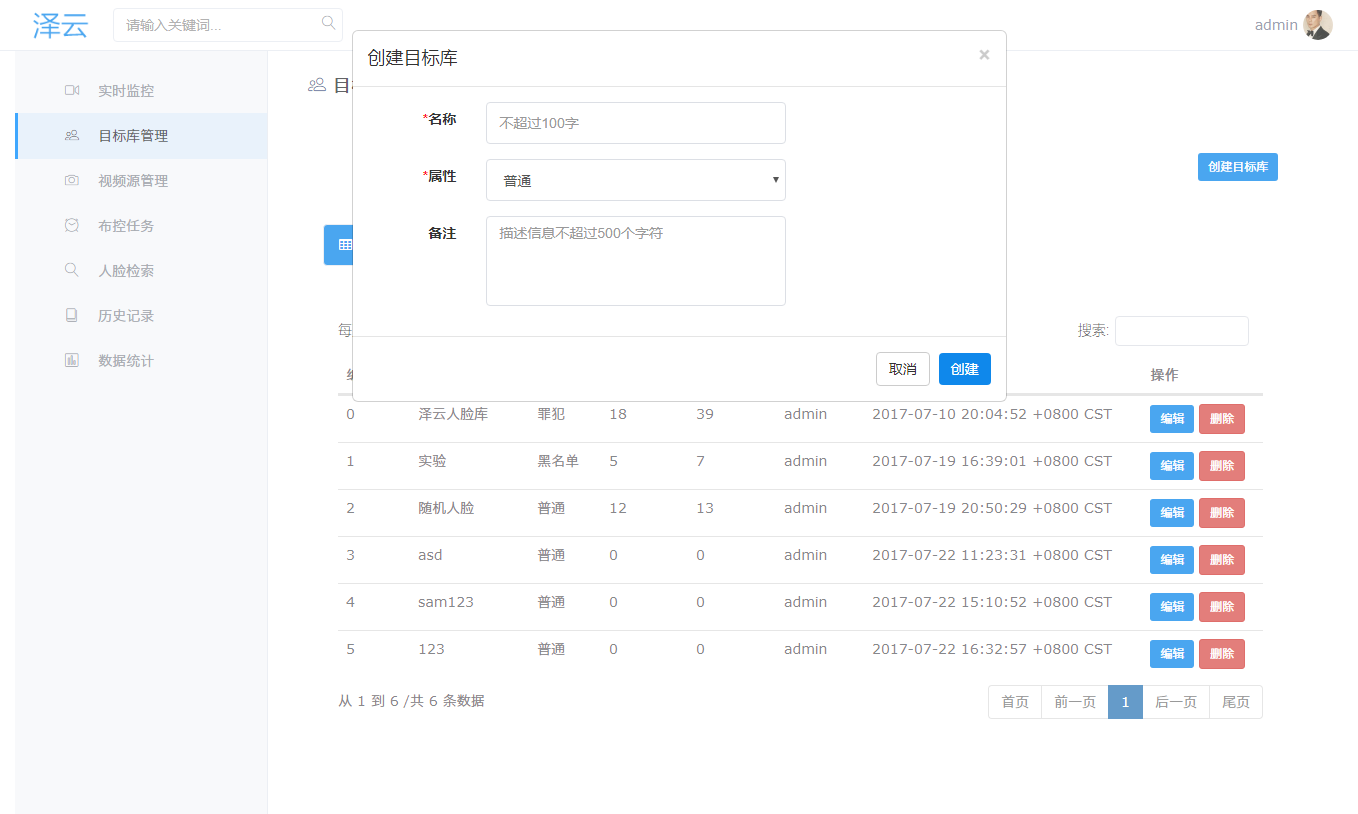 泽云
请输入关键词...
admin
创建目标库
×
实时监控
目标库管理
视频源管理
布控任务
人脸检索
历史记录
数据统计
目
*名称
不超过100字
*属性
普通
备注
描述信息不超过500个字符
取消
创建
创建目标库
每
搜索:
操作
0 泽云人脸库 罪犯 18 39 admin 2017-07-10 20:04:52 +0800 CST 编辑 删除
1 实验 黑名单 5 7 admin 2017-07-19 16:39:01 +0800 CST 编辑 删除
2 随机人脸 普通 12 13 admin 2017-07-19 20:50:29 +0800 CST 编辑 删除
3 asd 普通 0 0 admin 2017-07-22 11:23:31 +0800 CST 编辑 删除
4 sam123 普通 0 0 admin 2017-07-22 15:10:52 +0800 CST 编辑 删除
5 123 普通 0 0 admin 2017-07-22 16:32:57 +0800 CST 编辑 删除
从 1 到 6 /共 6 条数据
首页 前一页 1 后一页 尾页